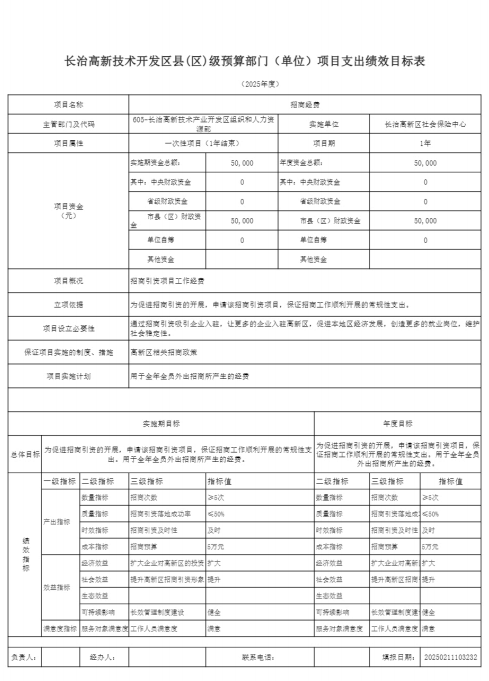 长治高新技术开发区县(区)级预算部门（单位）项目支出绩效目标表
（2025年度）
项目名称 招商经费
主管部门及代码 603-长治高新技术产业开发区组织和人力资源部 实施单位 长治高新区社会保险中心
项目属性 一次性项目（1年结束） 项目期 1年
项目资金（元） 实施期资金总额： 50,000 年度资金总额： 50,000
其中：中央财政资金 0 其中：中央财政资金 0
省级财政资金 0 省级财政资金 0
市县（区）财政资金 50,000 市县（区）财政资金 50,000
单位自筹 0 单位自筹 0
其他资金 其他资金
项目概况 招商引资项目工作经费
立项依据 为促进招商引资的开展，申请该招商引资项目，保证招商工作顺利开展的常规性支出。
项目设立必要性 通过招商引资吸引企业入驻，让更多的企业入驻高新区，促进本地区经济发展，创造更多的就业岗位，维护社会稳定性。
保证项目实施的制度、措施 高新区相关招商政策
项目实施计划 用于全年全员外出招商所产生的经费
实施期目标 年度目标
总体目标 为促进招商引资的开展，申请该招商引资项目，保证招商工作顺利开展的常规性支出。用于全年全员外出招商所产生的经费。 为促进招商引资的开展，申请该招商引资项目，保证招商工作顺利开展的常规性支出。用于全年全员外出招商所产生的经费。
绩效指标 一级指标 二级指标 三级指标 指标值 二级指标 三级指标 指标值
产出指标 数量指标 招商次数 ≥5次 数量指标 招商次数 ≥5次
质量指标 招商引资落地成功率 ≤50% 质量指标 招商引资落地成 ≤50%
时效指标 招商引资及时性 及时 时效指标 招商引资及时性 及时
成本指标 招商预算 5万元 成本指标 招商预算 5万元
效益指标 经济效益 扩大企业对高新区的投资 扩大 经济效益 扩大企业对高新 扩大
社会效益 提升高新区招商引资形象 提升 社会效益 提升高新区招商 提升
生态效益 生态效益
可持续影响 长效管理制度建设 健全 可持续影响 长效管理制度建 健全
满意度指标 服务对象满意度 工作人员满意度 满意 服务对象满意度 工作人员满意度 满意
负责人： 经办人： 联系电话： 填报日期： 20250211103232